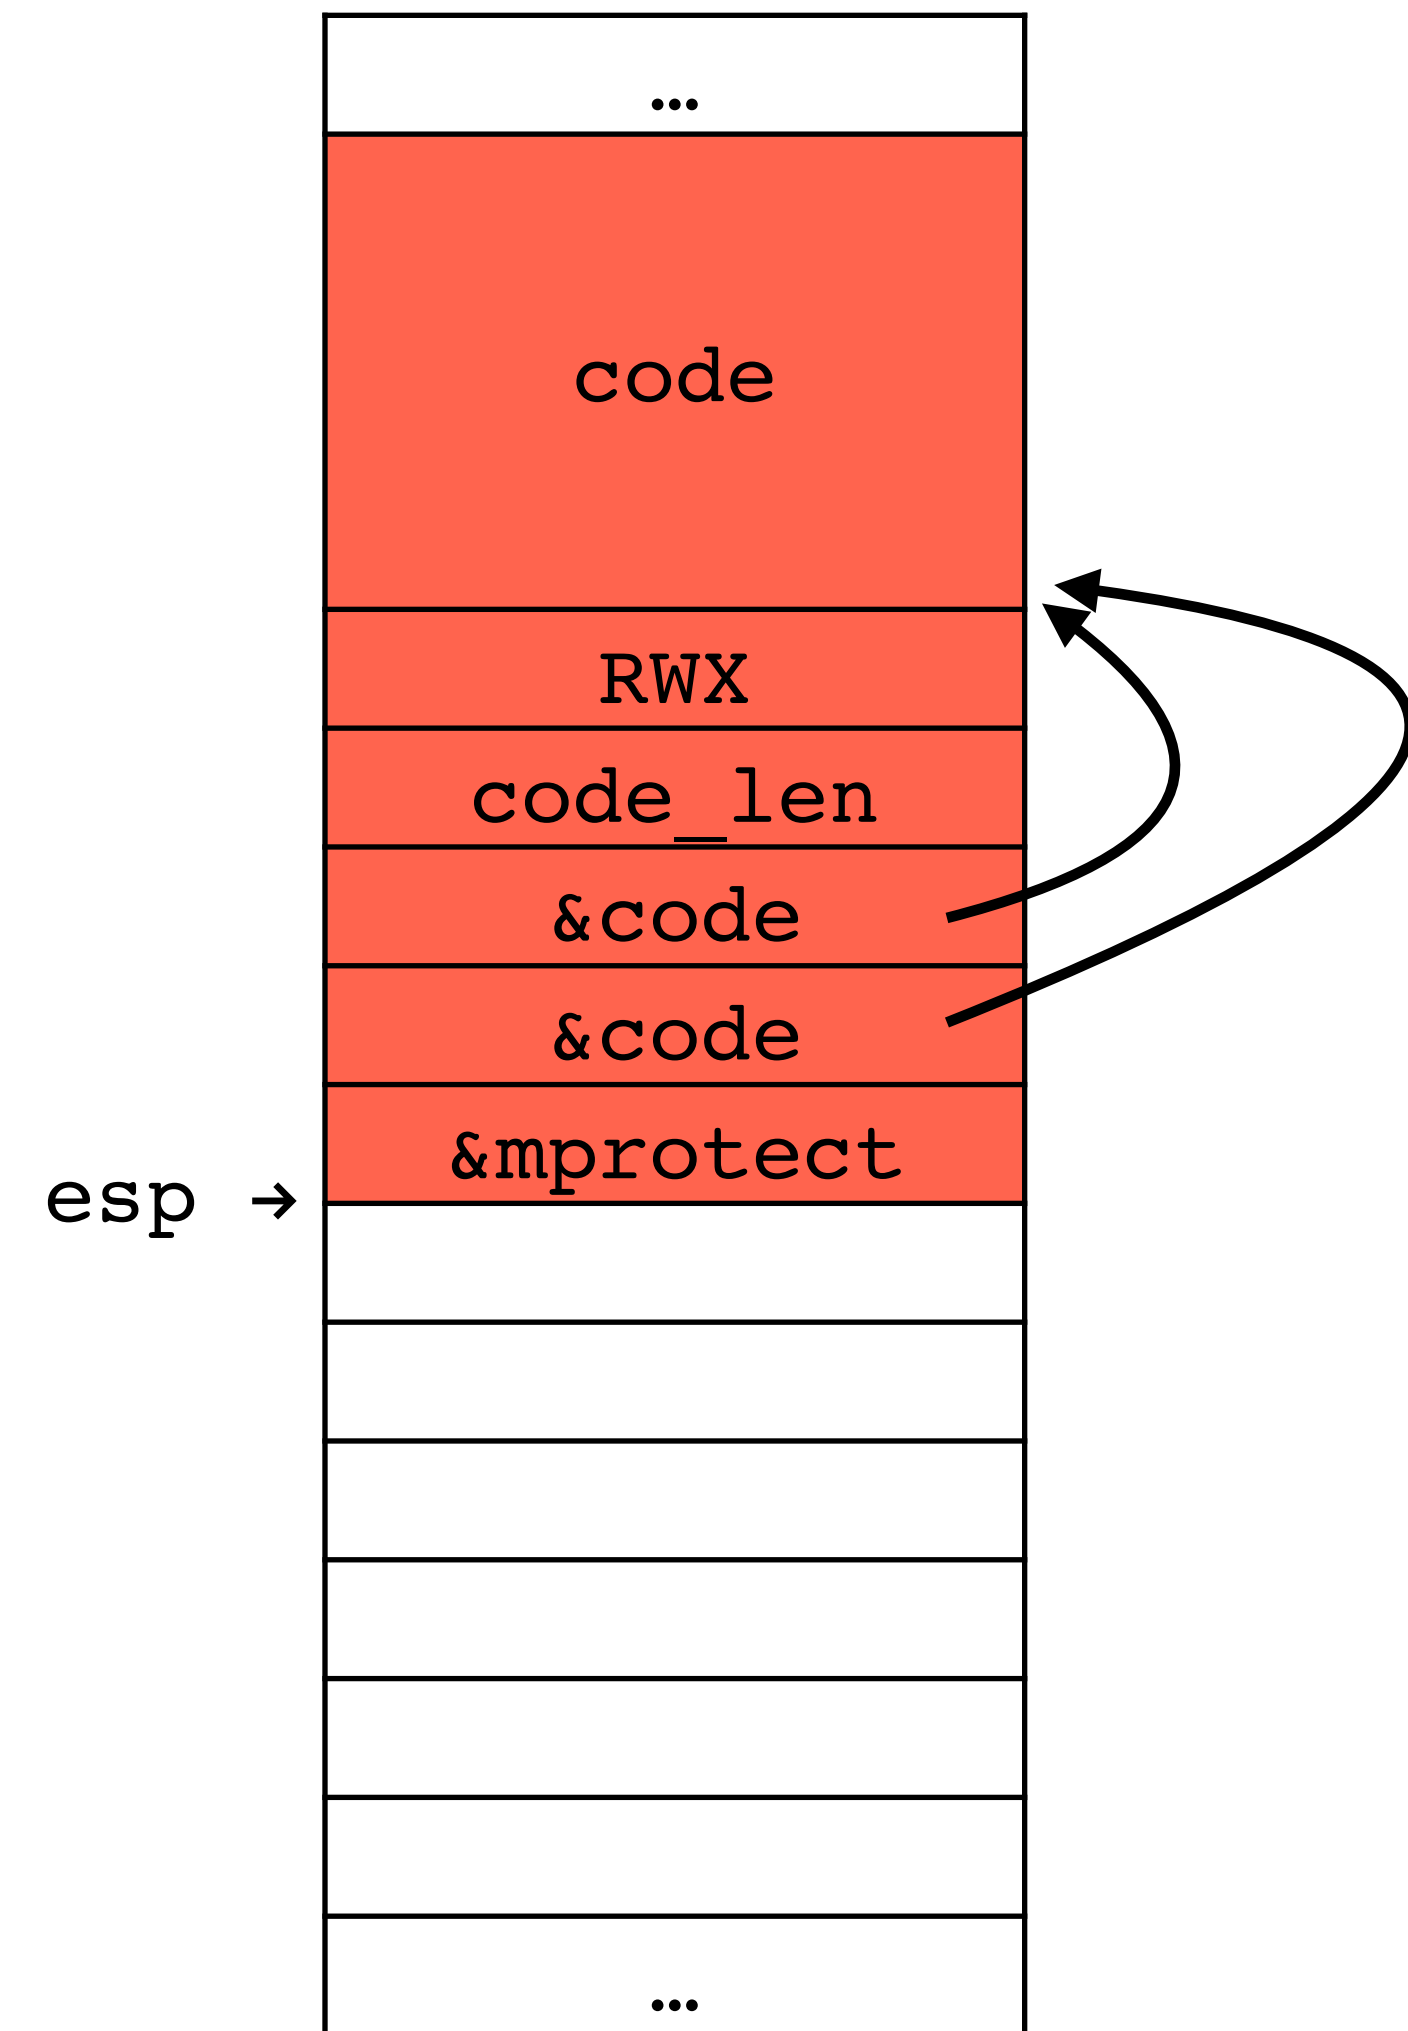 …
code
RWX
code_len
&code
&code
&mprotect
esp →
…